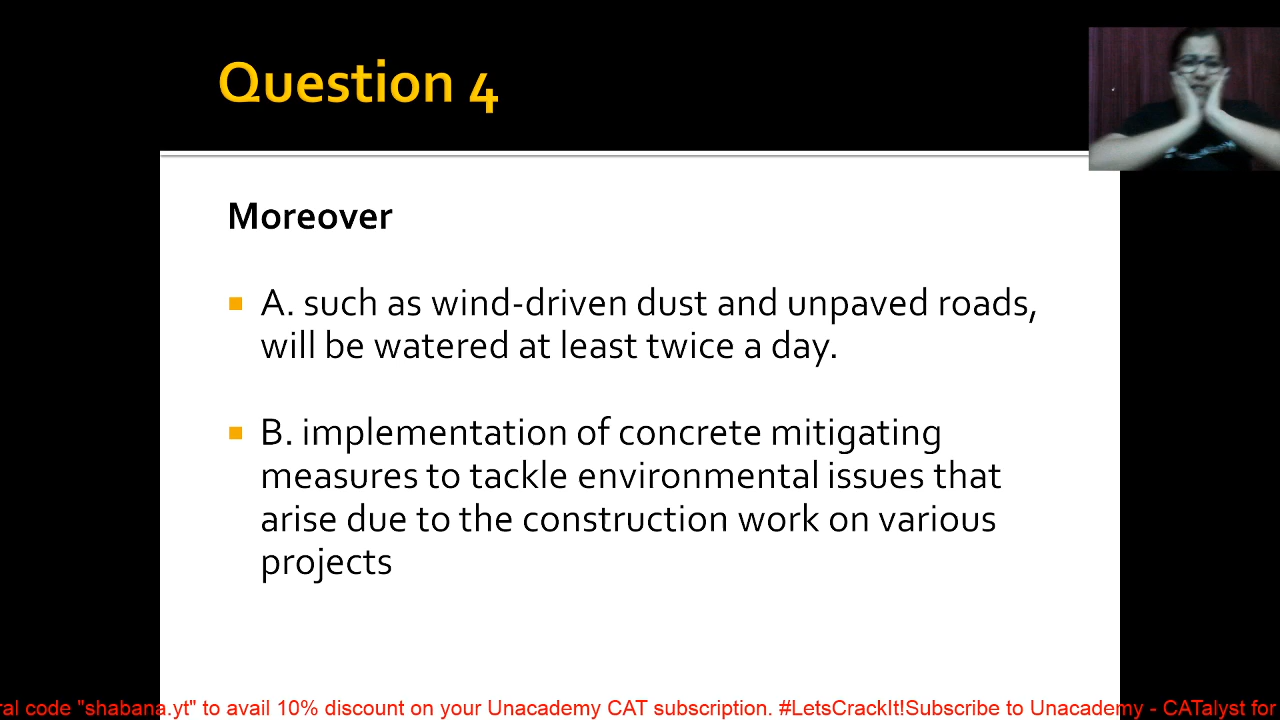 Question 4
Moreover
A. such as wind-driven dust and unpaved roads,
will be watered at least twice a day.
B. implementation of concrete mitigating
measures to tackle environmental issues that
arise due to the construction work on various
projects
ral code "shabana.yt" to avail 10% discount on your Unacademy CAT subscription. #LetsCrackIt!Subscribe to Unacademy - CATalyst for